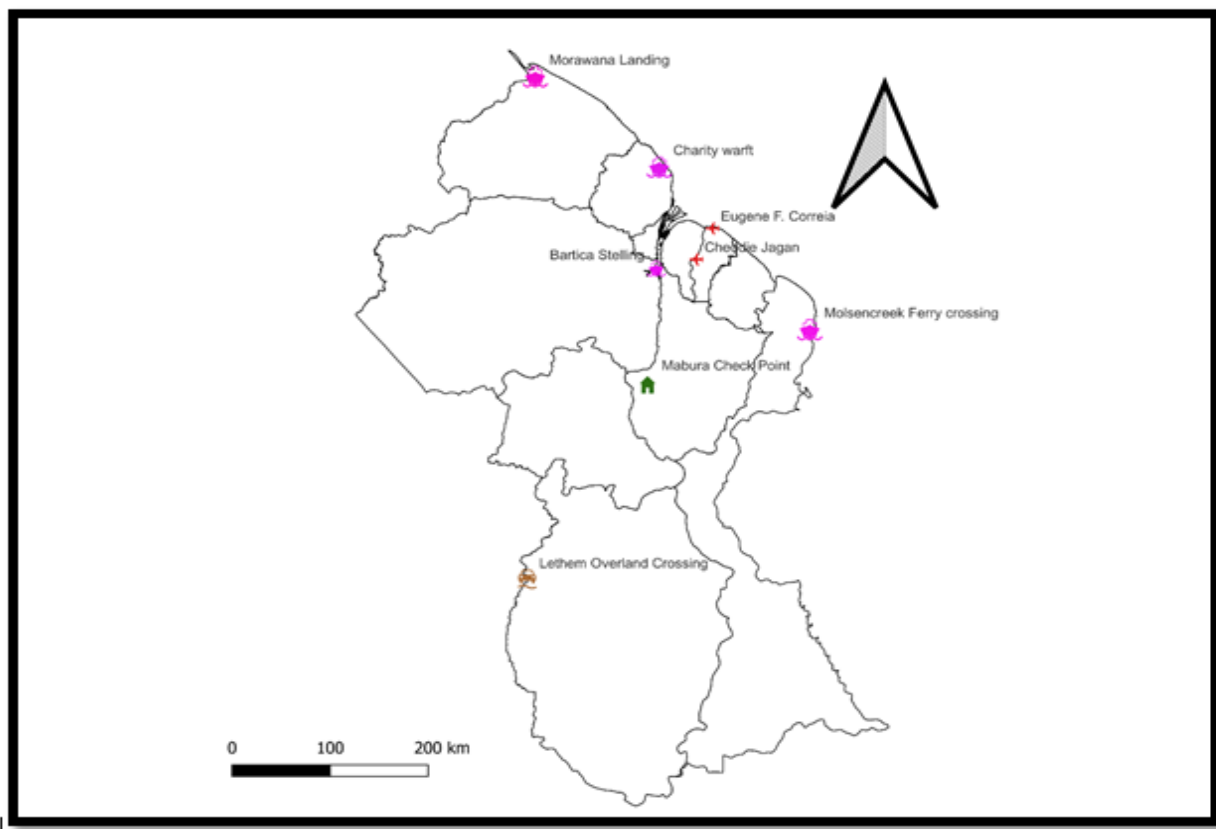 Morawana Landing
Charity warft
Eugene F. Correia
Cheddie Jagan
Bartica Stelling
Molsencreek Ferry crossing
Mabura Check Point
Lethem Overland Crossing
0 100 200 km